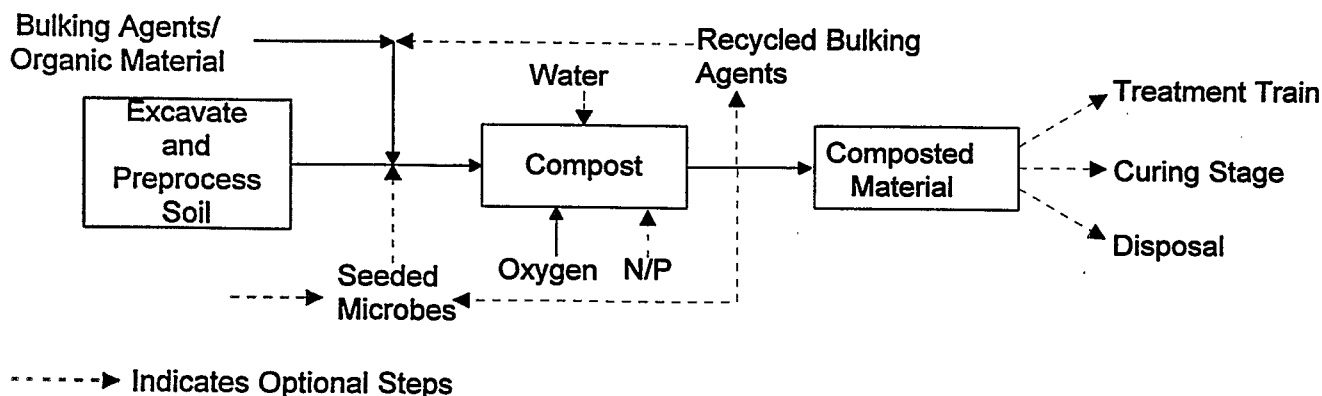 Bulking Agents/
Organic Material
Recycled Bulking
Agents
Water
Treatment Train
Excavate
and
Preprocess
Soil
Compost
Composted
Material
Curing Stage
Disposal
Oxygen
N/P
Seeded
Microbes
Indicates Optional Steps